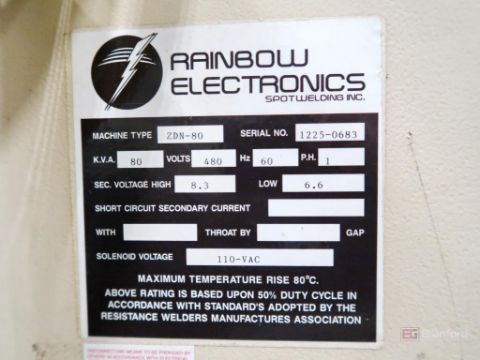 RAINBOW
ELECTRONICS
SPOTWELDING INC.
MACHINE TYPE ZDN-80 SERIAL NO. 1225-0683
K.V.A. 80 VOLTS 480 Hz 60 P.H. 1
SEC. VOLTAGE HIGH 8.3 LOW 6.6
SHORT CIRCUIT SECONDARY CURRENT
WITH THROAT BY GAP
SOLENOID VOLTAGE 110-VAC
MAXIMUM TEMPERATURE RISE 80°C.
ABOVE RATING IS BASED UPON 50% DUTY CYCLE IN
ACCORDANCE WITH STANDARD'S ADOPTED BY THE
RESISTANCE WELDERS MANUFACTURES ASSOCIATION